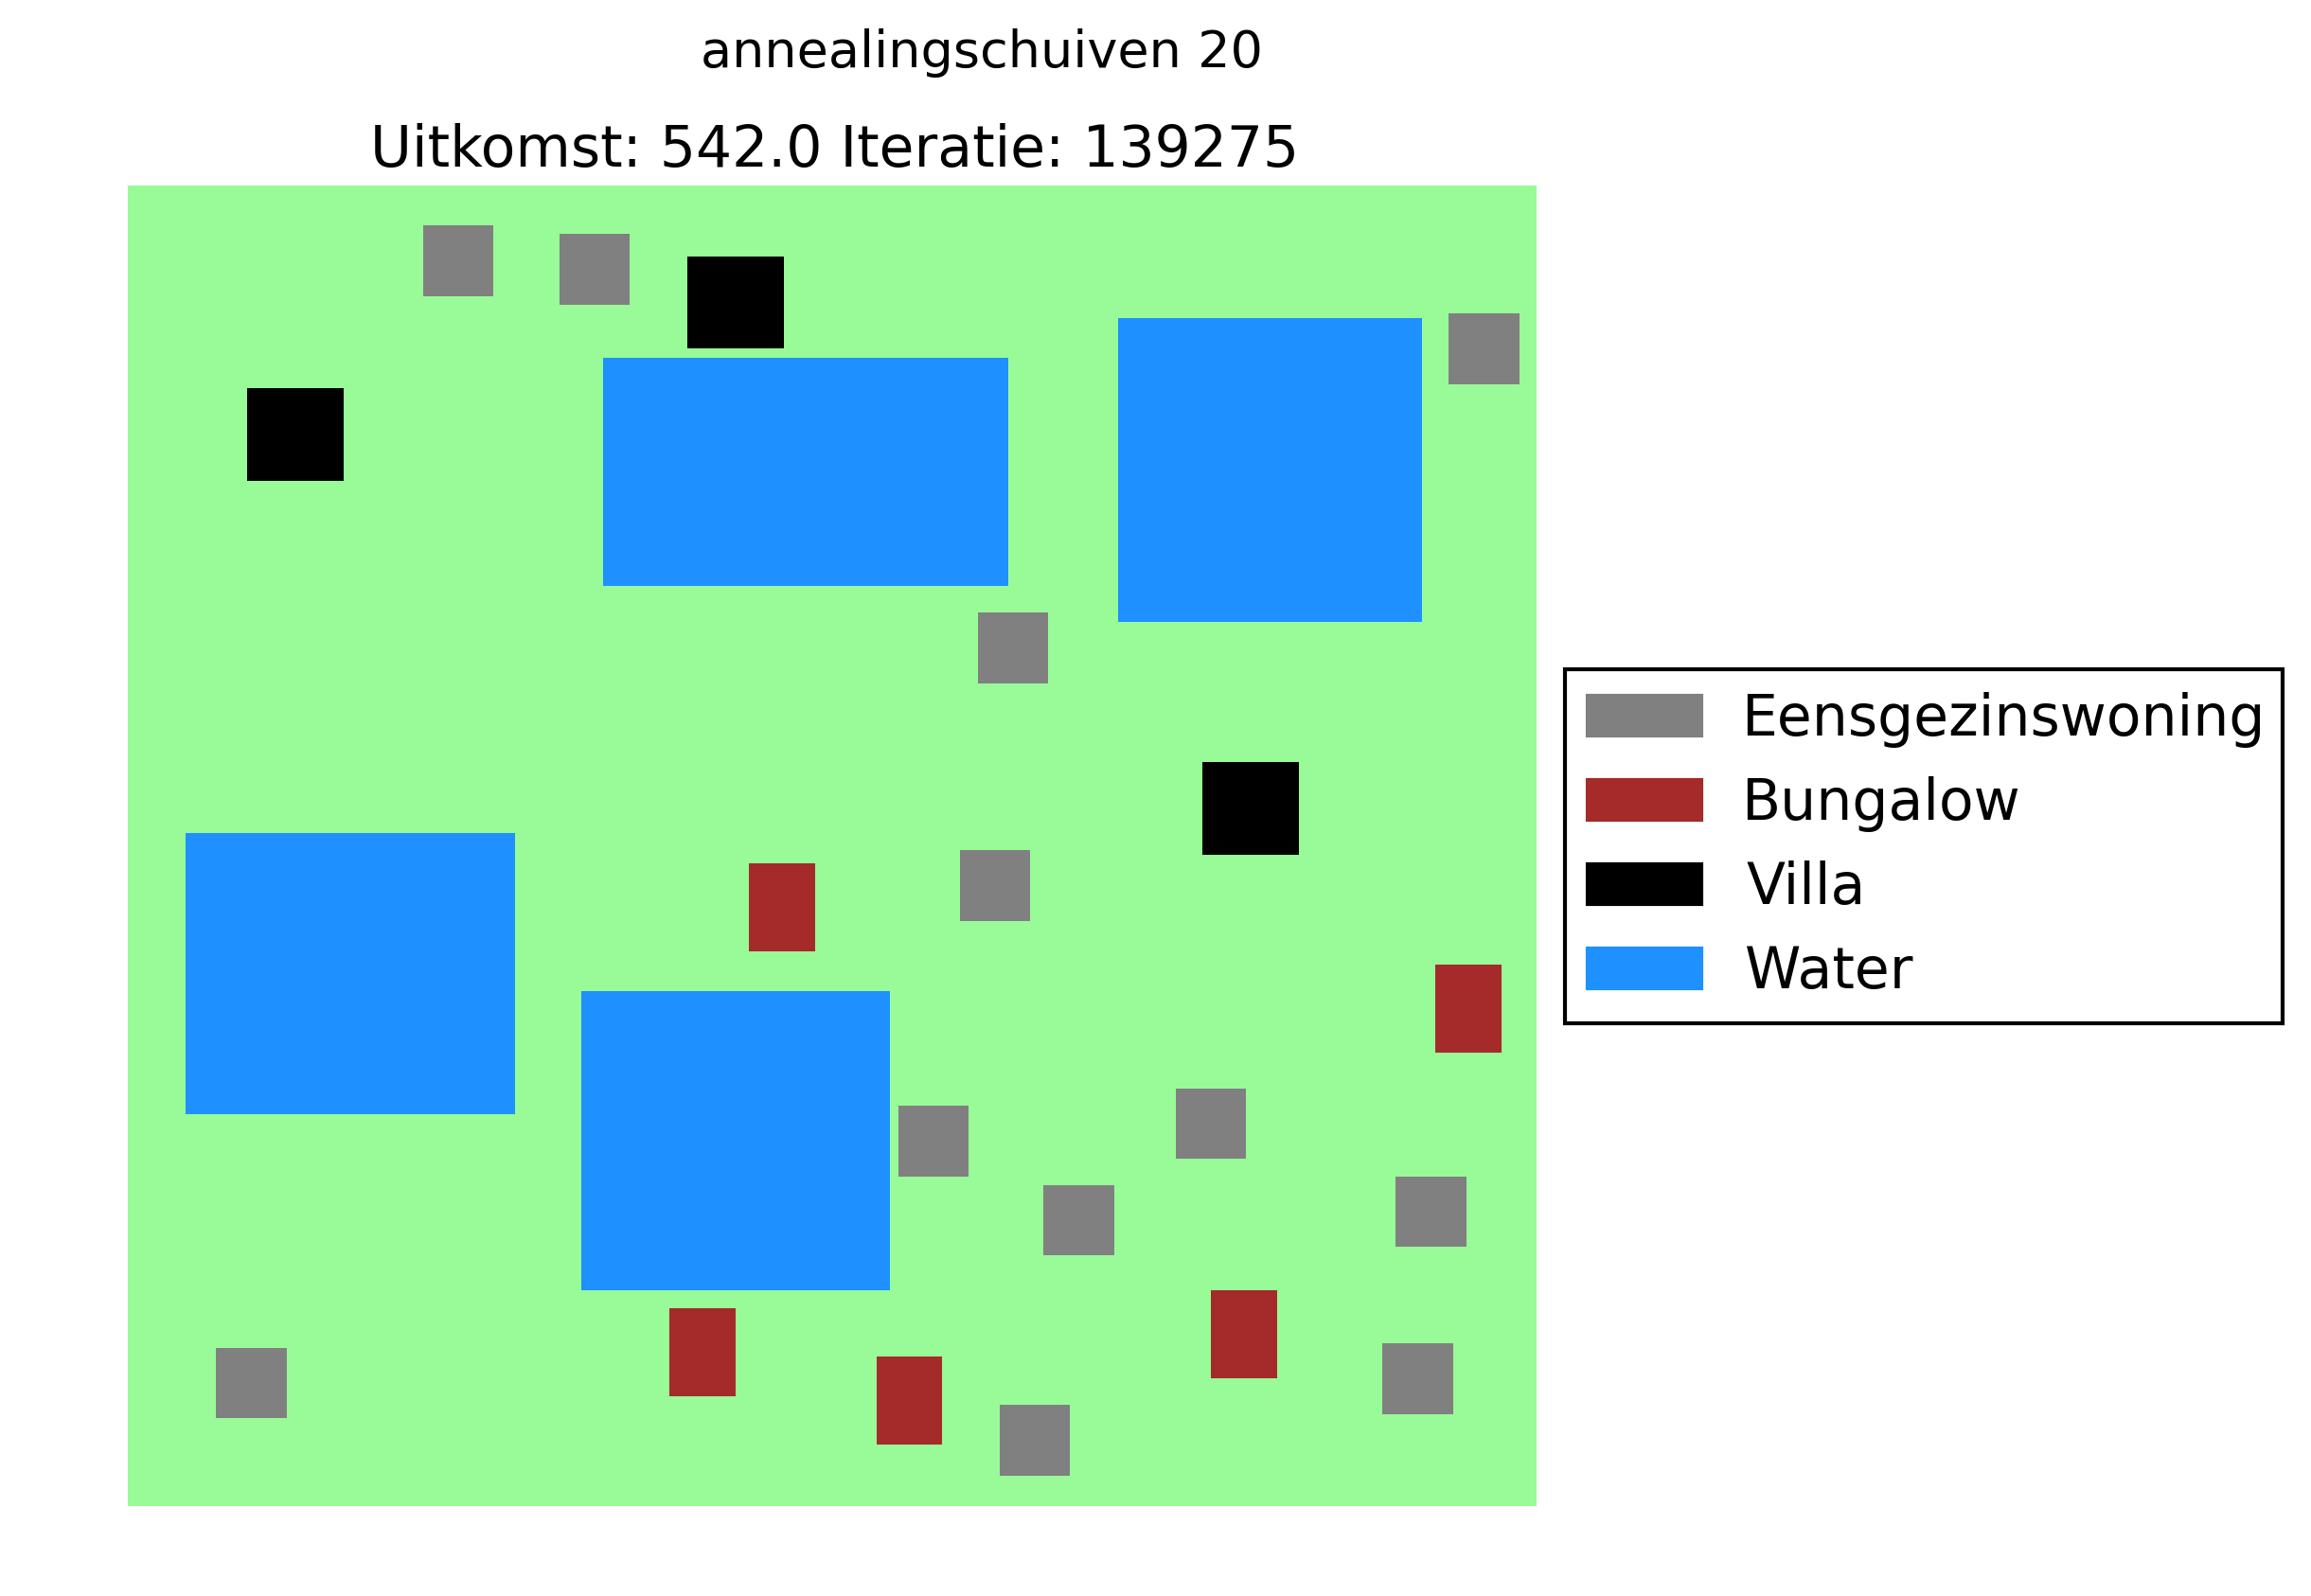 annealingschuiven 20
Uitkomst: 542.0 Iteratie: 139275
Eensgezinswoning
Bungalow
Villa
Water